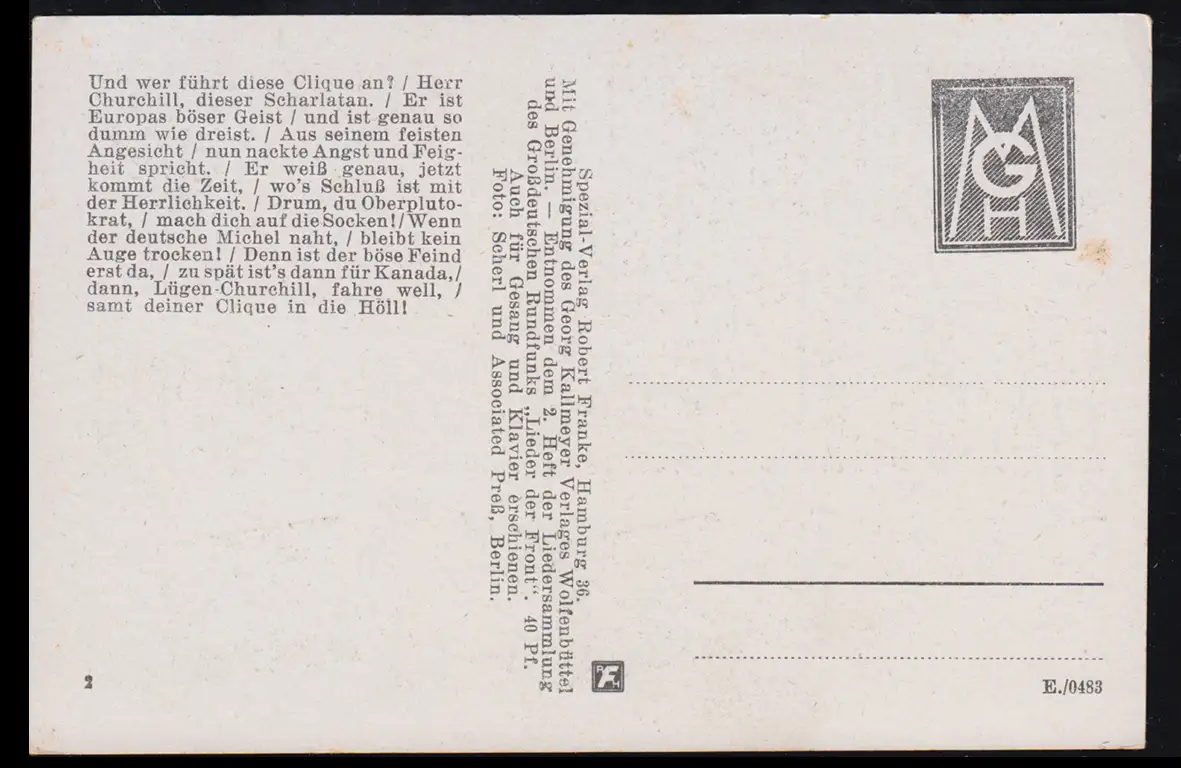 Und wer führt diese Clique an? / Herr
Churchill, dieser Scharlatan. / Er ist
Europas böser Geist / und ist genau so
dumm wie dreist. / Aus seinem feisten
Angesicht / nun nackte Angst und Feig-
heit spricht. / Er weiß genau, jetzt
kommt die Zeit, / wo's Schluß ist mit
der Herrlichkeit. / Drum, du Oberpluto-
krat, / mach dich auf die Socken! / Wenn
der deutsche Michel naht, / bleibt kein
Auge trocken! / Denn ist der böse Feind
erst da, / zu spät ist's dann für Kanada, /
dann, Lügen-Churchill, fahre well, /
samt deiner Clique in die Höll!
2
Spezial-Verlag Robert Franke, Hamburg 36.
Mit Genehmigung des Georg Kallmeyer Verlages Wolfenbüttel
und Berlin. — Entnommen dem 2. Heft der Liedersammlung
des Großdeutschen Rundfunks „Lieder der Front“. 40 Pf.
Auch für Gesang und Klavier erschienen.
Foto: Scherl und Associated Preß, Berlin.
RFH
MGH
E./0483